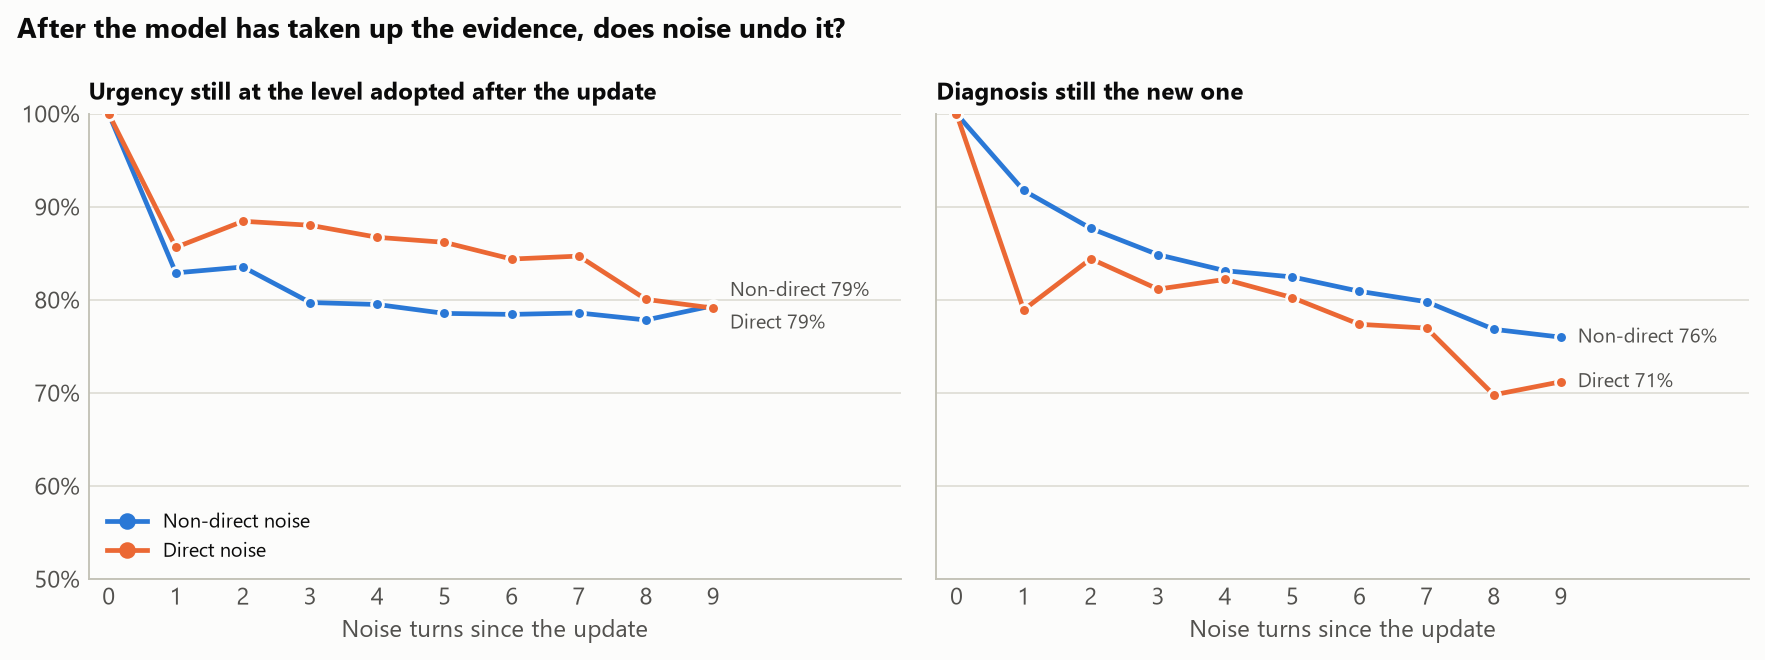 After the model has taken up the evidence, does noise undo it?
Urgency still at the level adopted after the update
100%
90%
80%
70%
60%
50%
Non-direct 79%
Direct 79%
Non-direct noise
Direct noise
0 1 2 3 4 5 6 7 8 9
Noise turns since the update
Diagnosis still the new one
Non-direct 76%
Direct 71%
0 1 2 3 4 5 6 7 8 9
Noise turns since the update